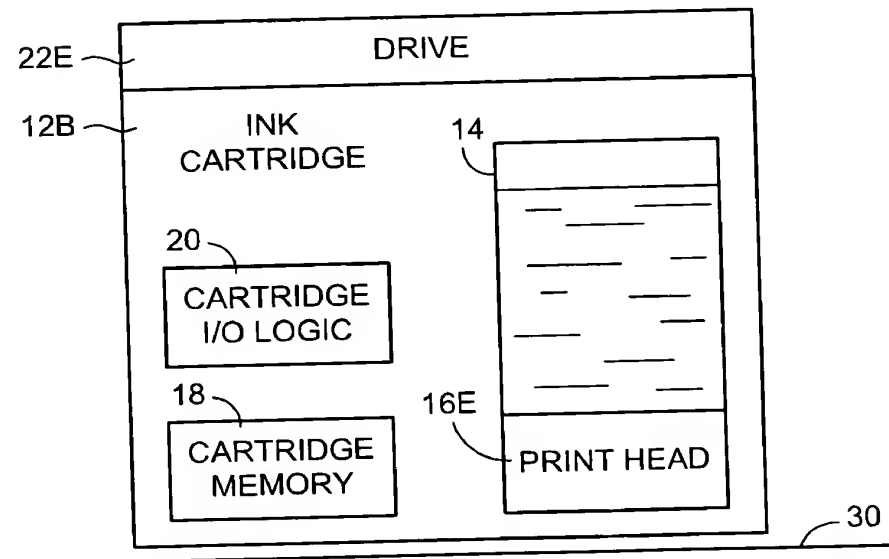 22E
DRIVE
12B
INK
CARTRIDGE
14
20
CARTRIDGE
I/O LOGIC
18
CARTRIDGE
MEMORY
16E
PRINT HEAD
30